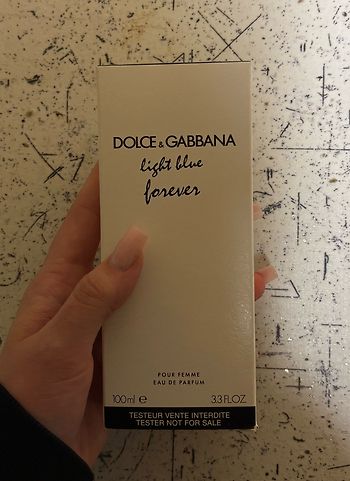 DOLCE & GABBANA
light blue
forever
POUR FEMME
EAU DE PARFUM
100ml e 3.3 FL.OZ.
TESTEUR VENTE INTERDITE
TESTER NOT FOR SALE